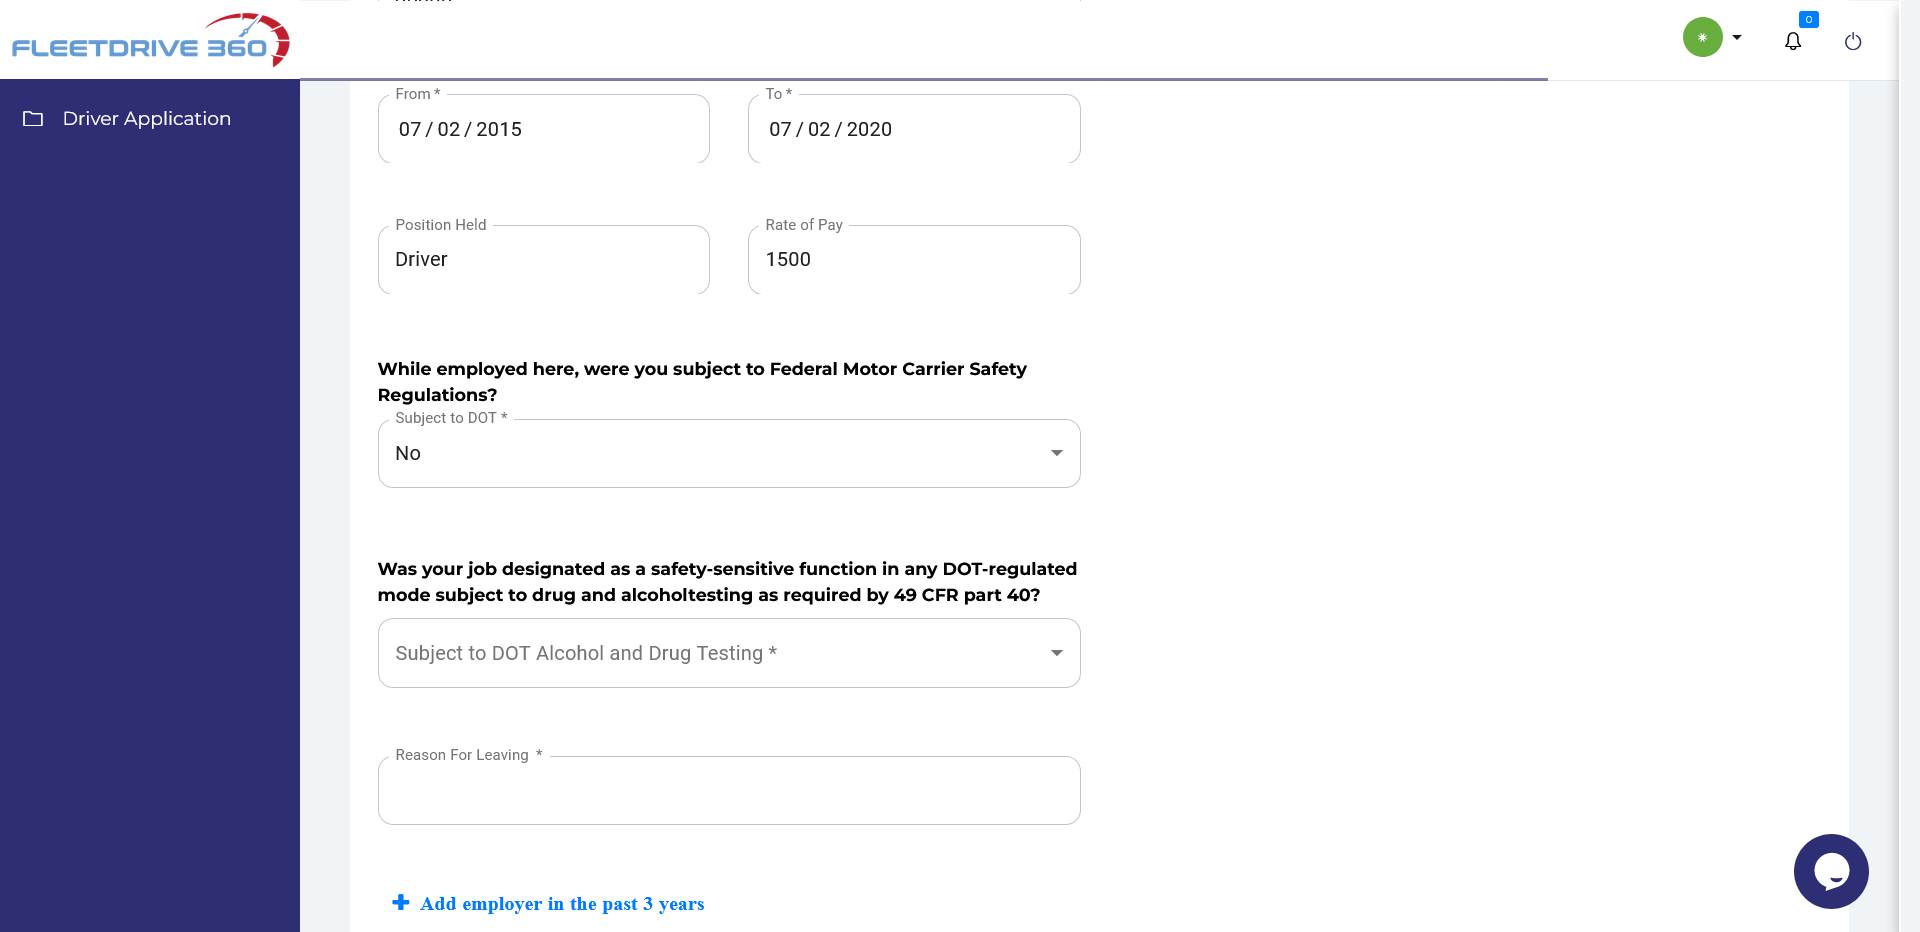 FLEETDRIVE 360
0
Driver Application
From *
To *
07 / 02 / 2015
07 / 02 / 2020
Position Held
Rate of Pay
Driver
1500
While employed here, were you subject to Federal Motor Carrier Safety
Regulations?
Subject to DOT *
No
Was your job designated as a safety-sensitive function in any DOT-regulated
mode subject to drug and alcoholtesting as required by 49 CFR part 40?
Subject to DOT Alcohol and Drug Testing *
Reason For Leaving *
Add employer in the past 3 years